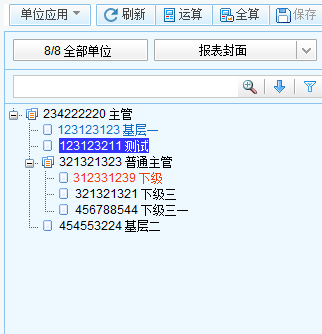 单位应用 刷新 运算 全算 保存
8/8 全部单位 报表封面
234222220 主管
123123123 基层一
123123211 测试
321321323 普通主管
312331239 下级
321321321 下级三
456788544 下级三一
454553224 基层二